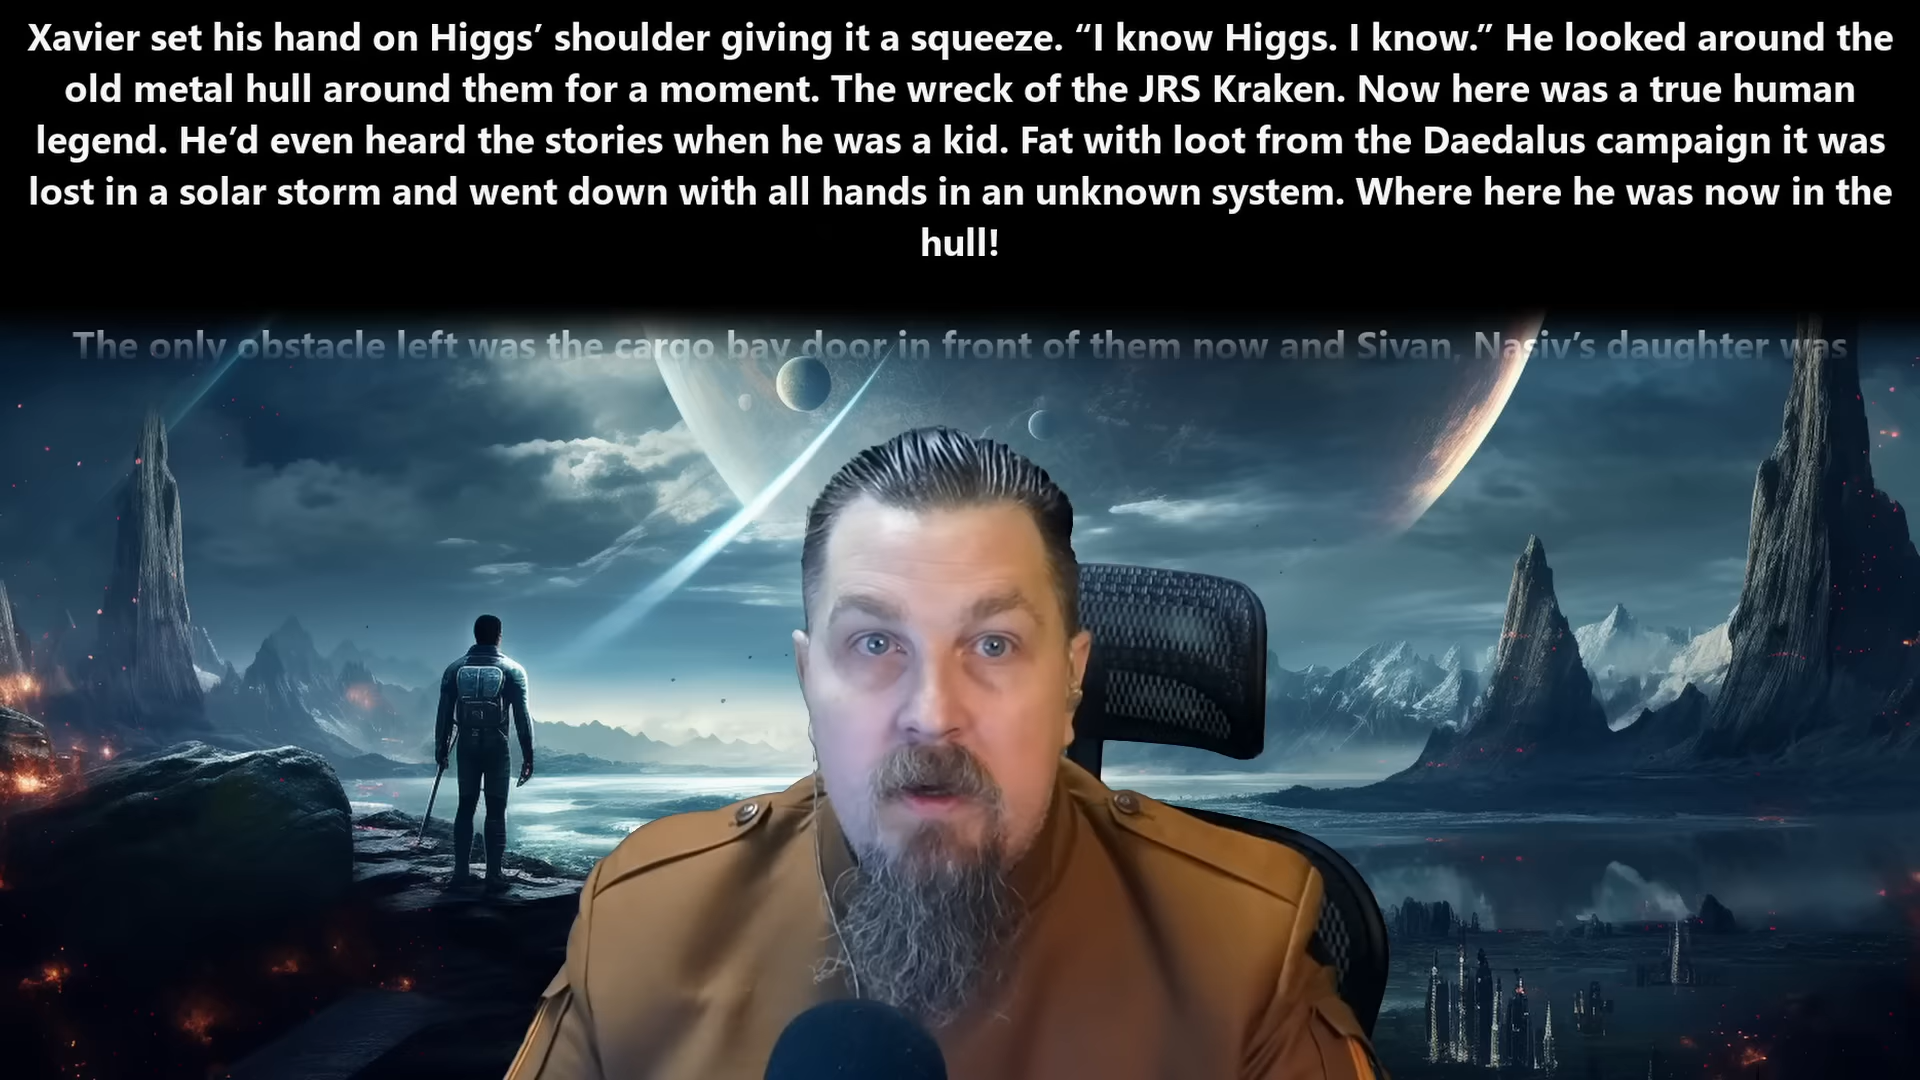 Xavier set his hand on Higgs’ shoulder giving it a squeeze. “I know Higgs. I know.” He looked around the
old metal hull around them for a moment. The wreck of the JRS Kraken. Now here was a true human
legend. He’d even heard the stories when he was a kid. Fat with loot from the Daedalus campaign it was
lost in a solar storm and went down with all hands in an unknown system. Where here he was now in the
hull!
The only obstacle left was the cargo bay door in front of them now and Sivan, Nasiv’s daughter was